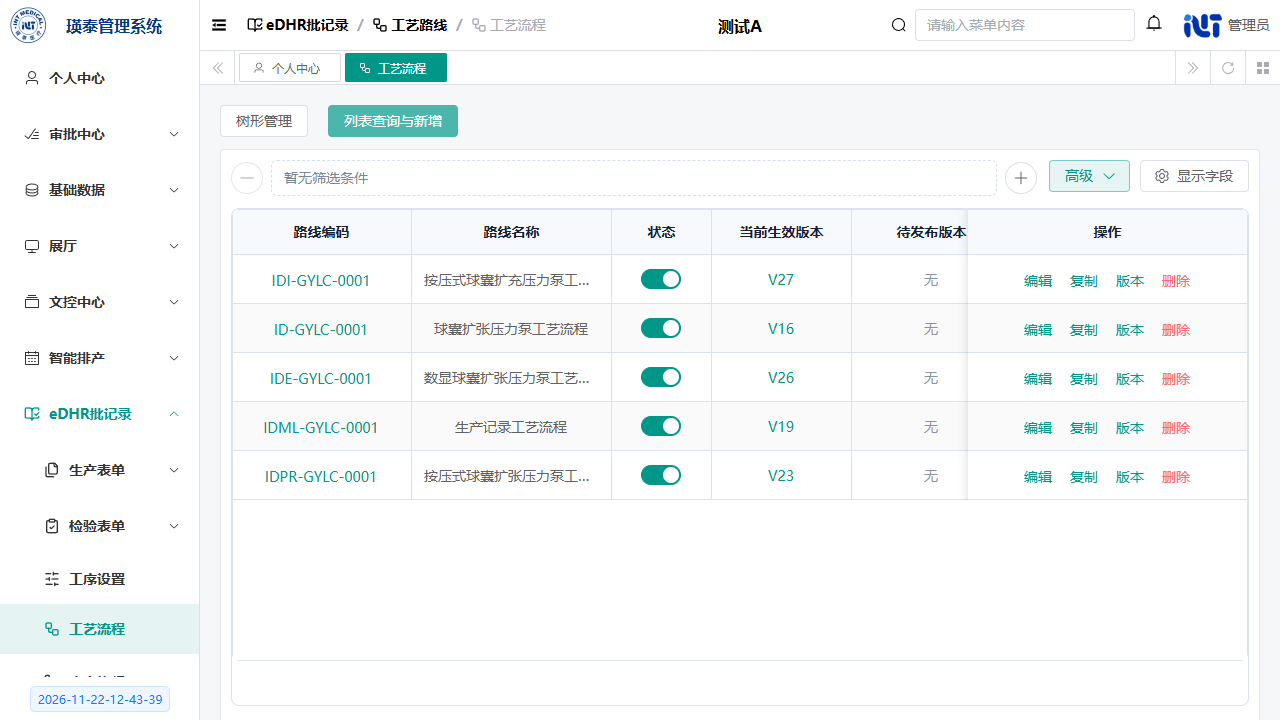 瑛泰管理系统
eDHR批记录 / 工艺路线 / 工艺流程
测试A
请输入菜单内容
管理员
个人中心
工艺流程
个人中心
审批中心
基础数据
展厅
文控中心
智能排产
eDHR批记录
生产表单
检验表单
工序设置
工艺流程
2026-11-22-12-43-39
树形管理
列表查询与新增
暂无筛选条件
高级
显示字段
路线编码 路线名称 状态 当前生效版本 待发布版本 操作
IDI-GYLC-0001 按压式球囊扩充压力泵工... V27 无 编辑 复制 版本 删除
ID-GYLC-0001 球囊扩张压力泵工艺流程 V16 无 编辑 复制 版本 删除
IDE-GYLC-0001 数显球囊扩张压力泵工艺... V26 无 编辑 复制 版本 删除
IDML-GYLC-0001 生产记录工艺流程 V19 无 编辑 复制 版本 删除
IDPR-GYLC-0001 按压式球囊扩张压力泵工... V23 无 编辑 复制 版本 删除